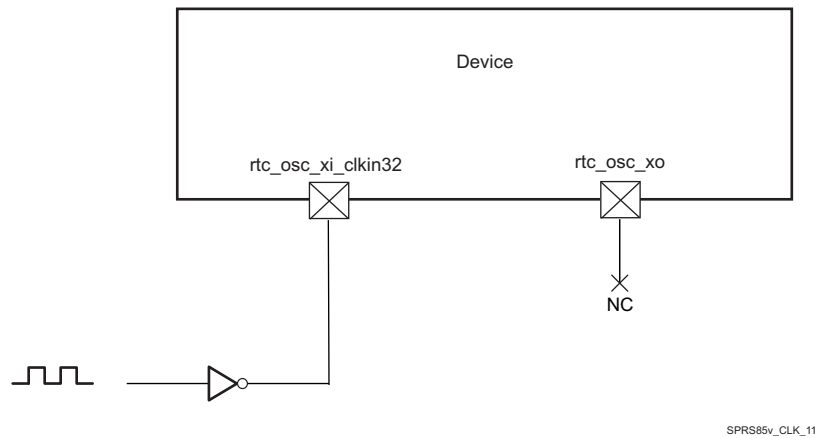 Device
rtc_osc_xi_clkin32
rtc_osc_xo
NC
SPRS85v_CLK_11